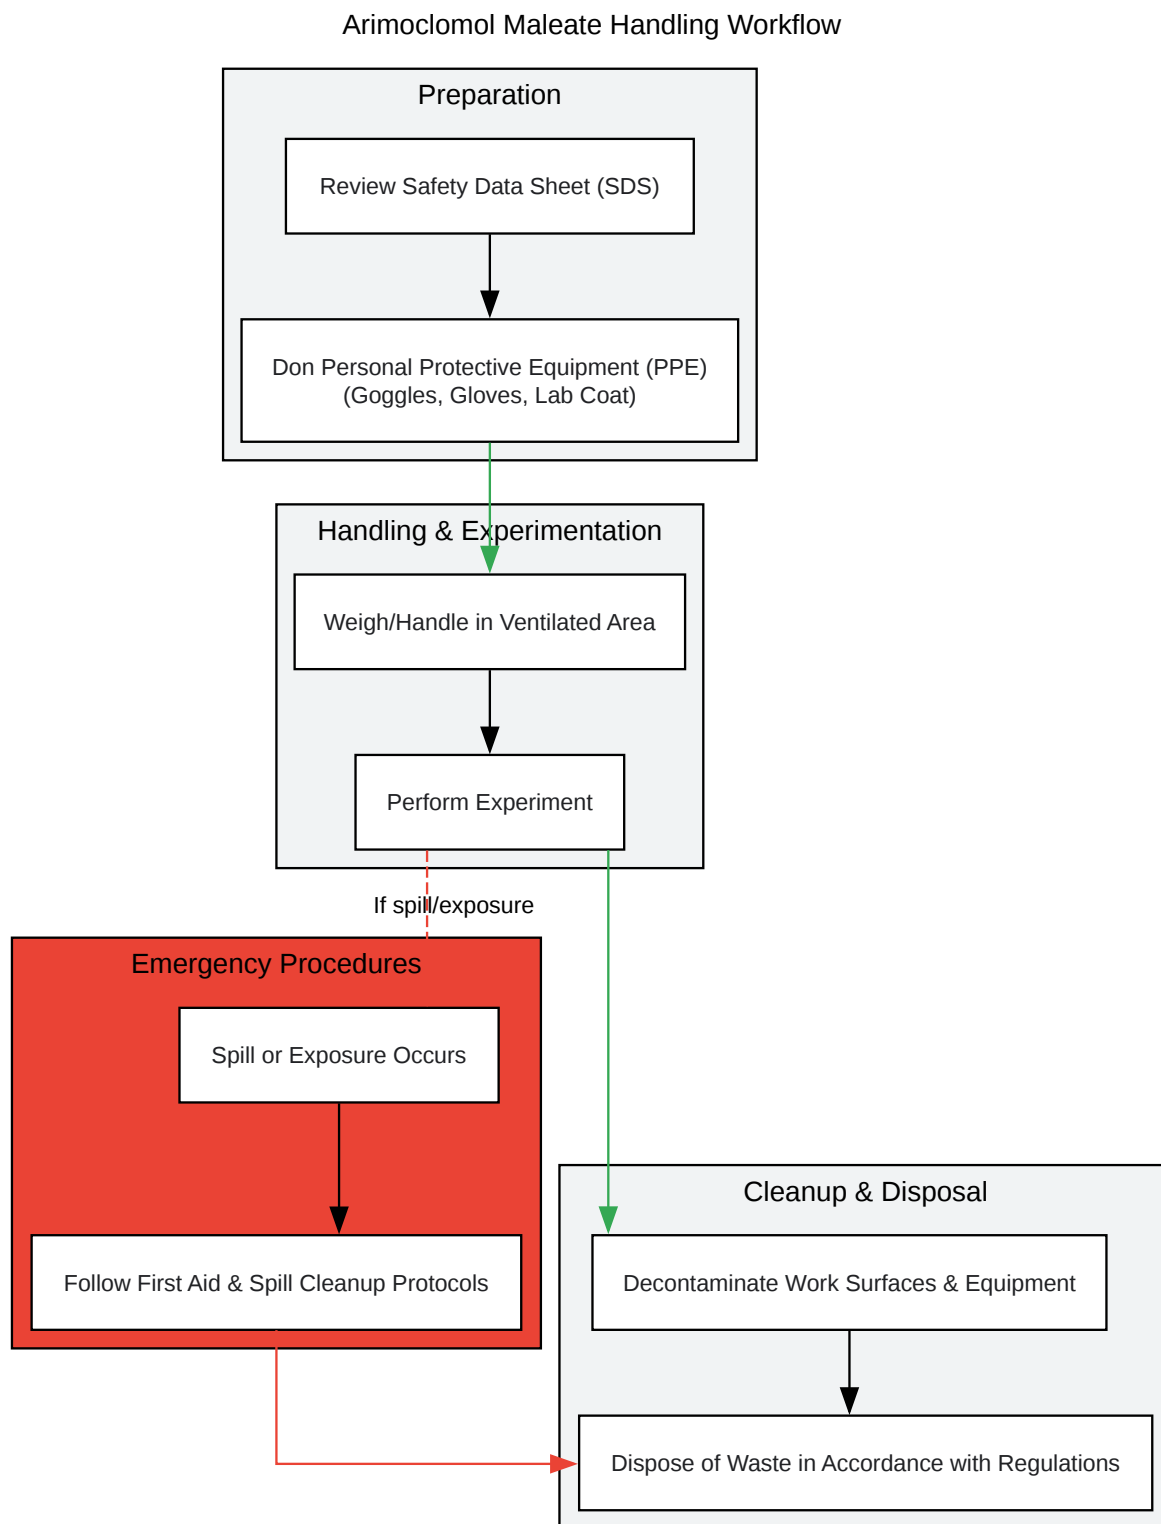 Arimoclomol Maleate Handling Workflow
Preparation
Review Safety Data Sheet (SDS)
Don Personal Protective Equipment (PPE)
(Goggles, Gloves, Lab Coat)
Handling & Experimentation
Weigh/Handle in Ventilated Area
Perform Experiment
If spill/exposure
Emergency Procedures
Spill or Exposure Occurs
Follow First Aid & Spill Cleanup Protocols
Cleanup & Disposal
Decontaminate Work Surfaces & Equipment
Dispose of Waste in Accordance with Regulations